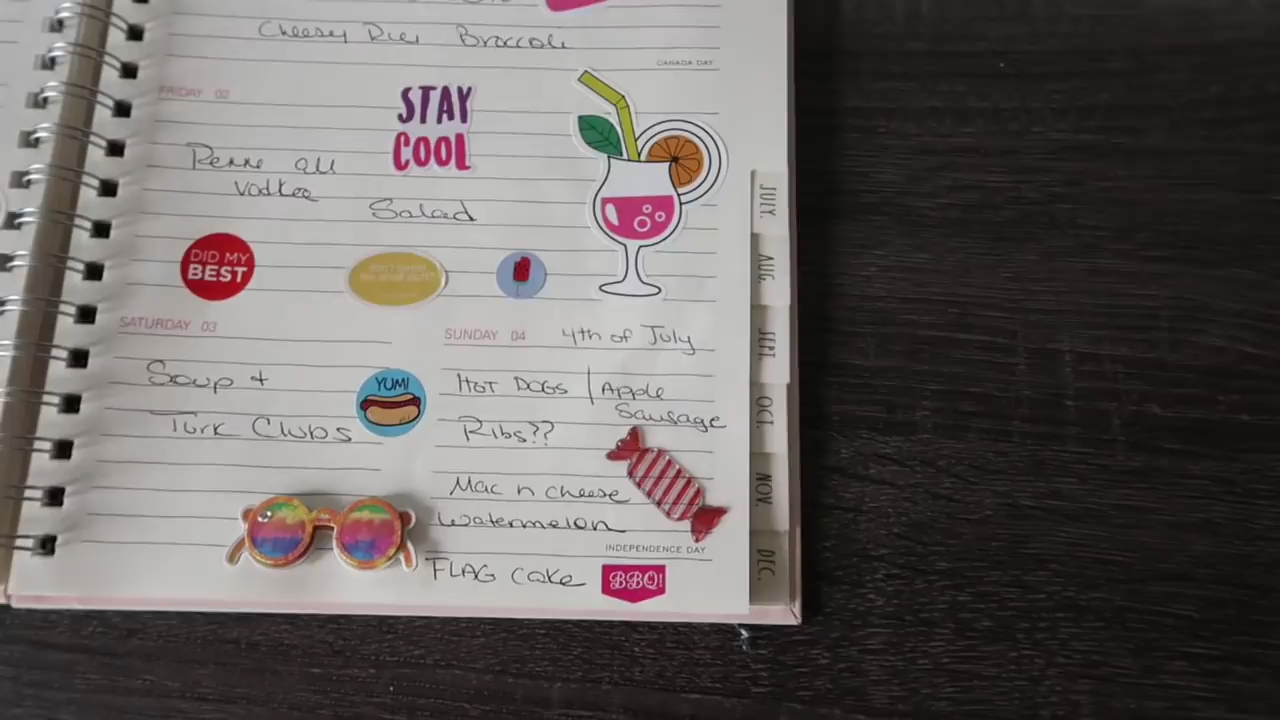 Cheesy Rice Broccoli
CANADA DAY
FRIDAY 02
STAY
COOL
Penne all
vodka
Salad
DID MY
BEST
SATURDAY 03
SUNDAY 04 4th of July
Soup +
YUM!
HOT DOGS | Apple
Sausage
Turk Clubs
Ribs??
Mac n cheese
Watermelon
INDEPENDENCE DAY
FLAG Cake
BBQ!
JULY.
AUG.
SEPT.
OCT.
NOV.
DEC.